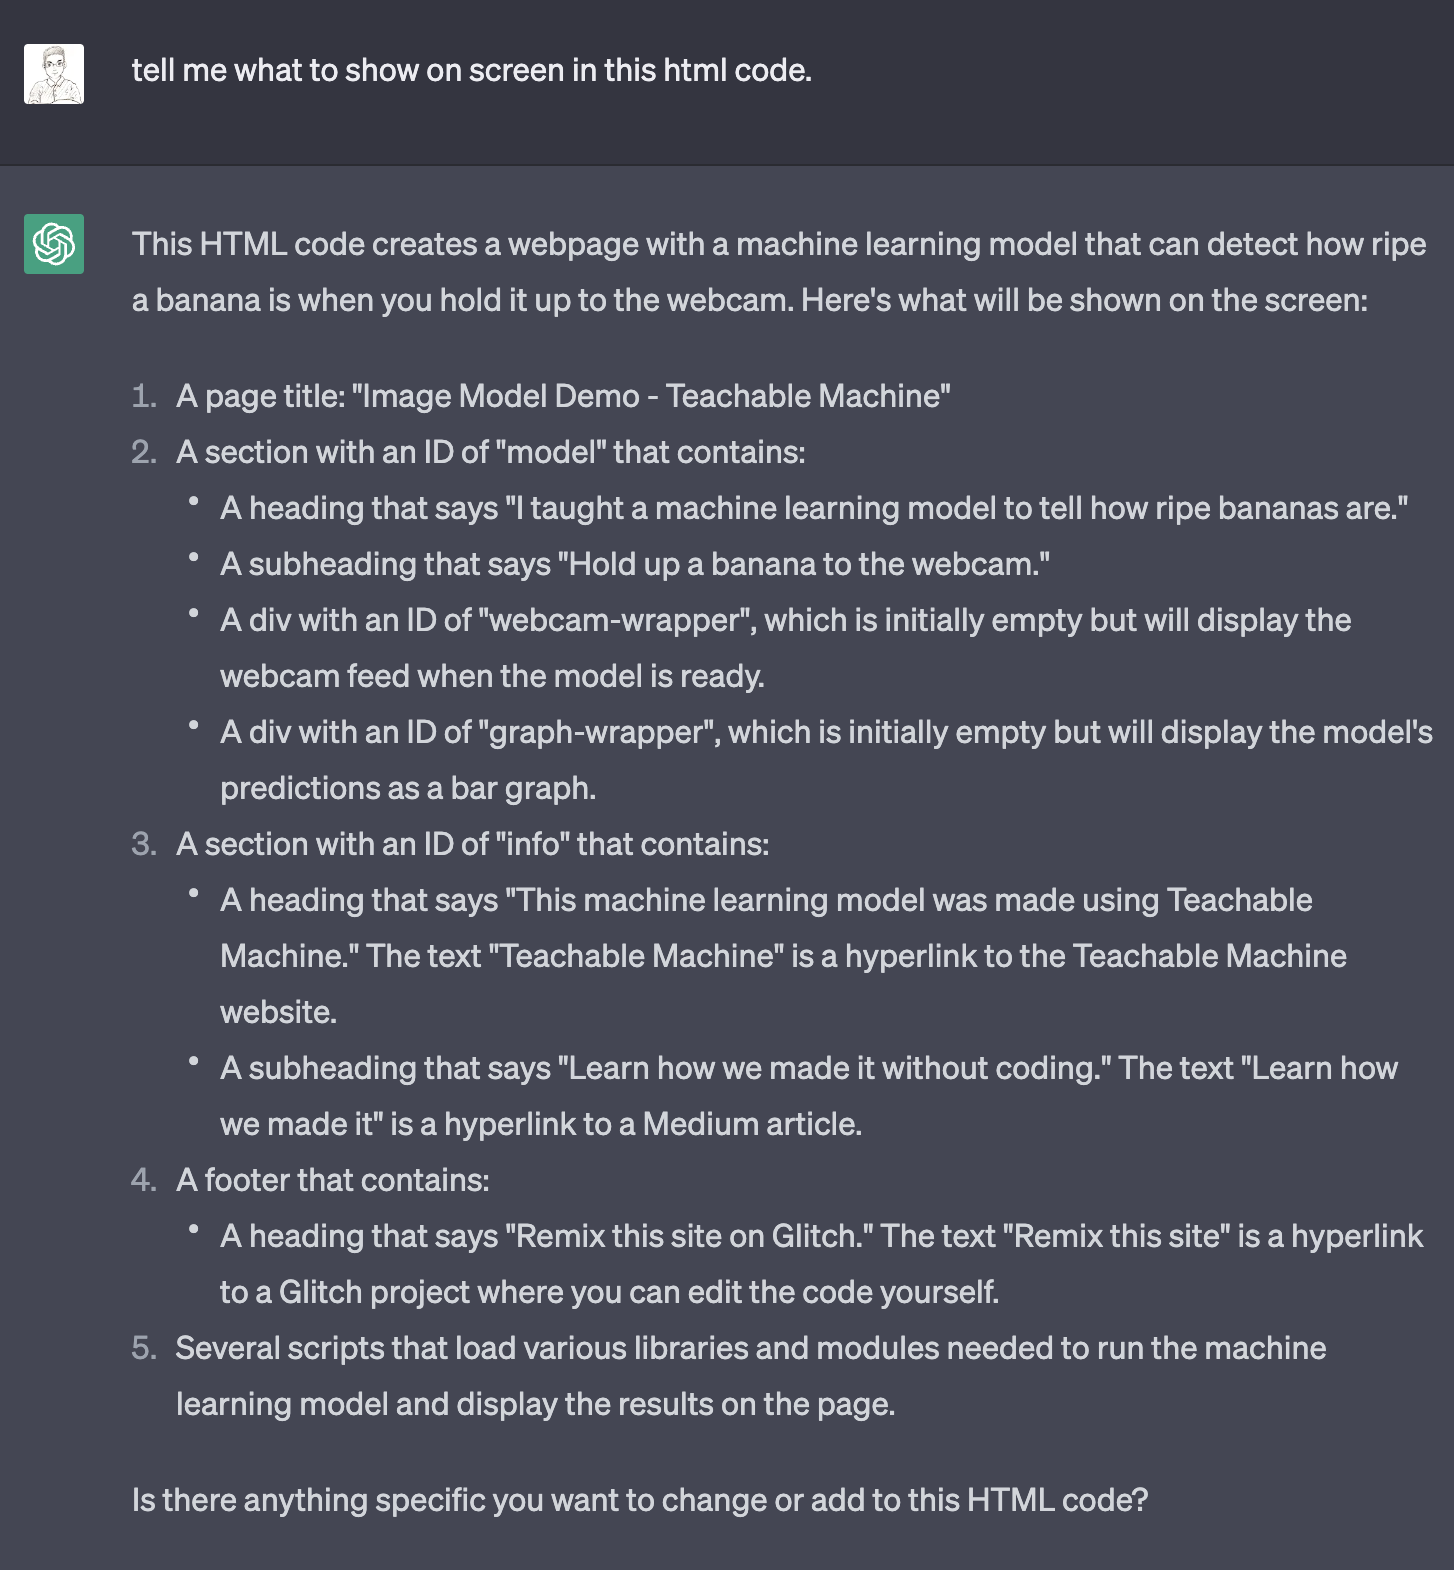 tell me what to show on screen in this html code.
This HTML code creates a webpage with a machine learning model that can detect how ripe
a banana is when you hold it up to the webcam. Here's what will be shown on the screen:
1. A page title: "Image Model Demo - Teachable Machine"
2. A section with an ID of "model" that contains:
• A heading that says "I taught a machine learning model to tell how ripe bananas are."
• A subheading that says "Hold up a banana to the webcam."
• A div with an ID of "webcam-wrapper", which is initially empty but will display the
webcam feed when the model is ready.
• A div with an ID of "graph-wrapper", which is initially empty but will display the model's
predictions as a bar graph.
3. A section with an ID of "info" that contains:
• A heading that says "This machine learning model was made using Teachable
Machine." The text "Teachable Machine" is a hyperlink to the Teachable Machine
website.
• A subheading that says "Learn how we made it without coding." The text "Learn how
we made it" is a hyperlink to a Medium article.
4. A footer that contains:
• A heading that says "Remix this site on Glitch." The text "Remix this site" is a hyperlink
to a Glitch project where you can edit the code yourself.
5. Several scripts that load various libraries and modules needed to run the machine
learning model and display the results on the page.
Is there anything specific you want to change or add to this HTML code?